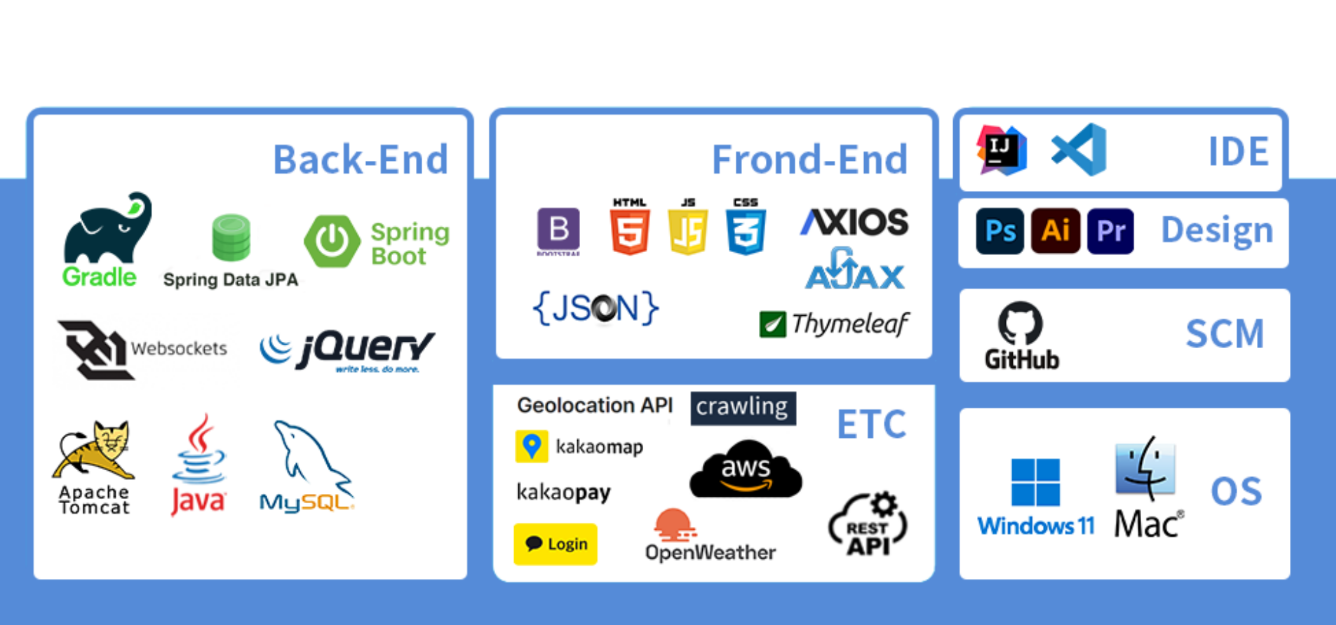 Back-End
Gradle
Spring Data JPA
Spring
Boot
Websockets
jQuery
write less. do more.
Apache
Tomcat
Java
MySQL
Frond-End
B
BOOTSTRAP
HTML
5
JS
JS
CSS
3
AXIOS
AJAX
{JSON}
Thymeleaf
Geolocation API
crawling
ETC
kakaomap
aws
kakaopay
Login
OpenWeather
REST
API
IJ
IDE
Ps
Ai
Pr
Design
GitHub
SCM
Windows 11
Mac®
OS